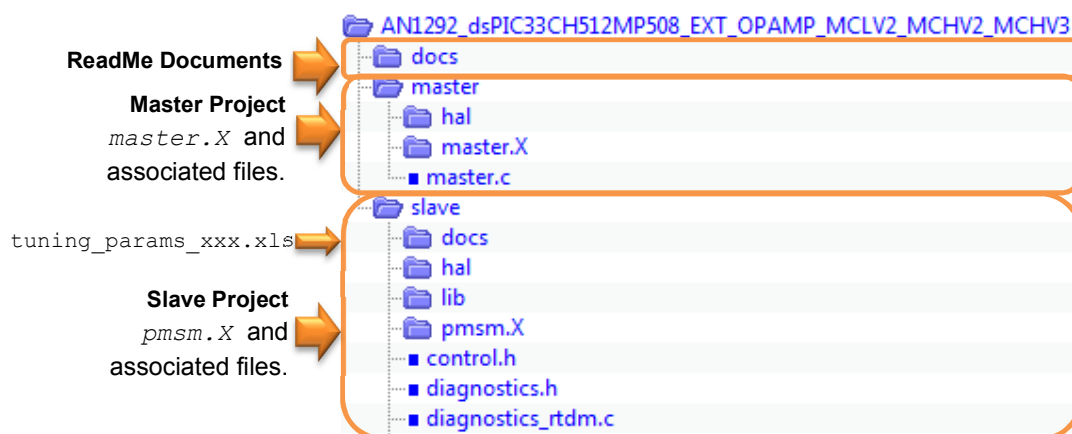 AN1292_dsPIC33CH512MP508_EXT_OPAMP_MCLV2_MCHV2_MCHV3
ReadMe Documents
docs
master
Master Project
master.X and
associated files.
hal
master.X
master.c
slave
tuning_params_xxx.xls
docs
hal
lib
Slave Project
pmsm.X and
associated files.
pmsm.X
control.h
diagnostics.h
diagnostics_rtdm.c